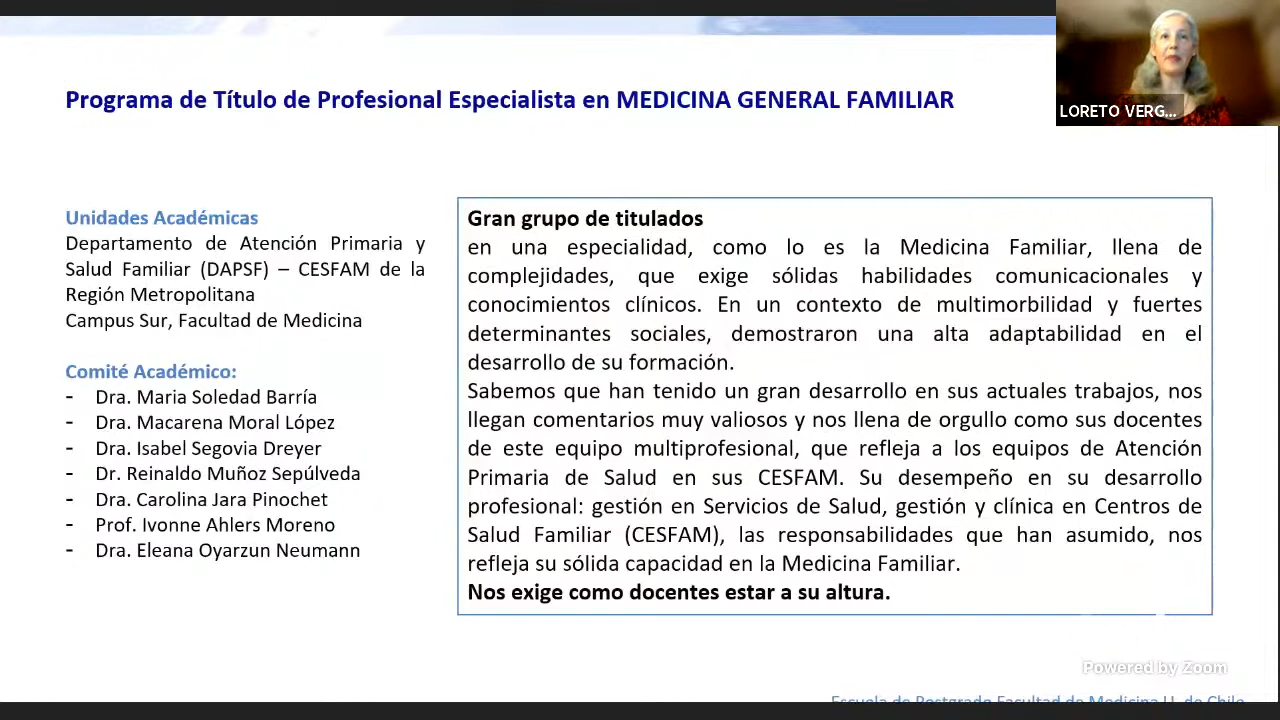 Programa de Título de Profesional Especialista en MEDICINA GENERAL FAMILIAR
LORETO VERG...
Unidades Académicas
Departamento de Atención Primaria y
Salud Familiar (DAPSF) – CESFAM de la
Región Metropolitana
Campus Sur, Facultad de Medicina
Comité Académico:
- Dra. Maria Soledad Barría
- Dra. Macarena Moral López
- Dra. Isabel Segovia Dreyer
- Dr. Reinaldo Muñoz Sepúlveda
- Dra. Carolina Jara Pinochet
- Prof. Ivonne Ahlers Moreno
- Dra. Eleana Oyarzun Neumann
Gran grupo de titulados
en una especialidad, como lo es la Medicina Familiar, llena de
complejidades, que exige sólidas habilidades comunicacionales y
conocimientos clínicos. En un contexto de multimorbilidad y fuertes
determinantes sociales, demostraron una alta adaptabilidad en el
desarrollo de su formación.
Sabemos que han tenido un gran desarrollo en sus actuales trabajos, nos
llegan comentarios muy valiosos y nos llena de orgullo como sus docentes
de este equipo multiprofesional, que refleja a los equipos de Atención
Primaria de Salud en sus CESFAM. Su desempeño en su desarrollo
profesional: gestión en Servicios de Salud, gestión y clínica en Centros de
Salud Familiar (CESFAM), las responsabilidades que han asumido, nos
refleja su sólida capacidad en la Medicina Familiar.
Nos exige como docentes estar a su altura.
Powered by Zoom
Escuela de Postgrado Facultad de Medicina U. de Chile